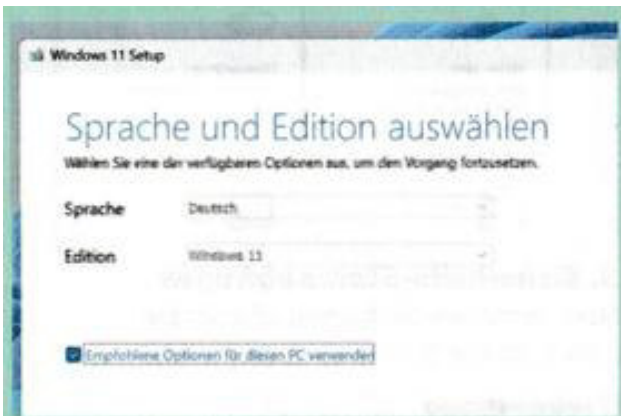 Windows 11 Setup
Sprache und Edition auswählen
Wählen Sie eine der verfügbaren Optionen aus, um den Vorgang fortzusetzen.
Sprache Deutsch
Edition Windows 11
Empfohlene Optionen für diesen PC verwenden